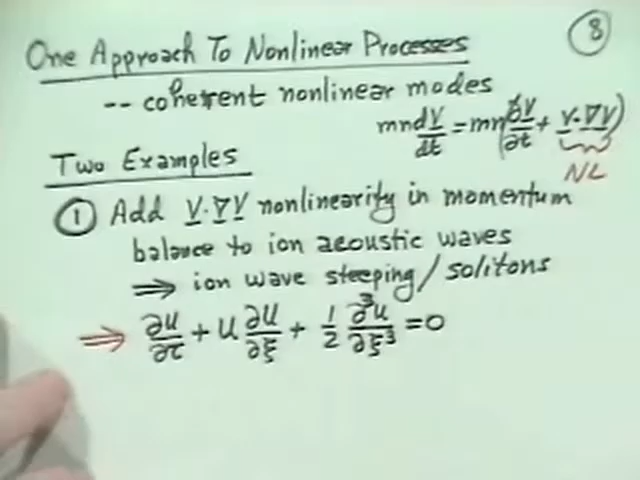 8
One Approach To Nonlinear Processes
-- coherent nonlinear modes
mn dV/dt = mn(∂V/∂t + V·∇V)
NL
Two Examples
① Add V·∇V nonlinearity in momentum
balance to ion acoustic waves
⇒ ion wave steeping/solitons
⇒ ∂u/∂τ + u ∂u/∂ξ + 1/2 ∂³u/∂ξ³ = 0